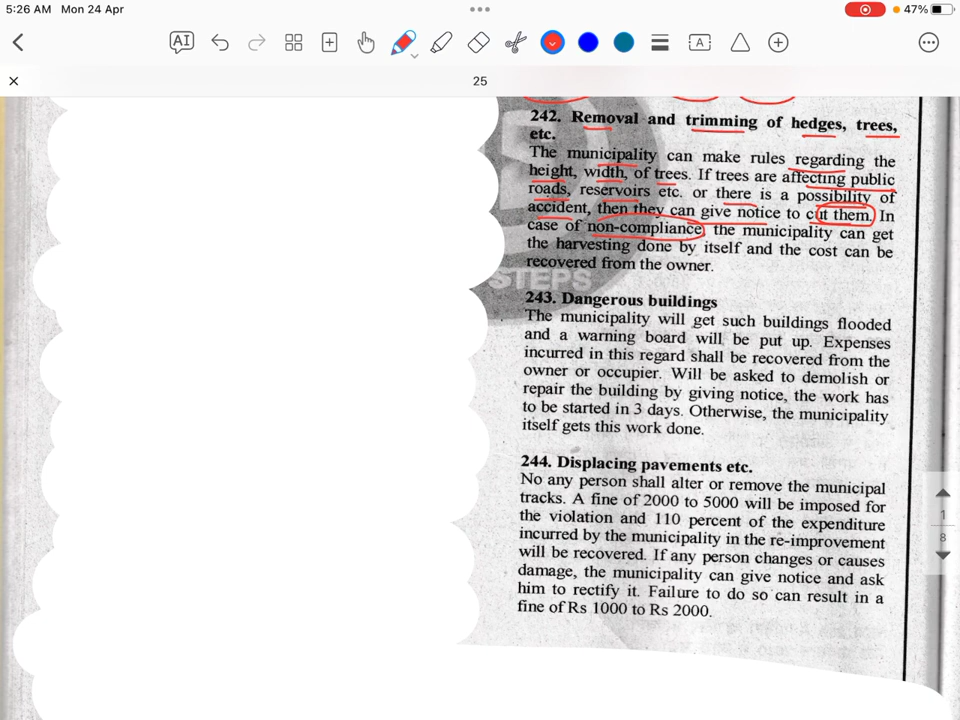 5:26 AM Mon 24 Apr
47%
AI
A
25
242. Removal and trimming of hedges, trees,
etc.
The municipality can make rules regarding the
height, width, of trees. If trees are affecting public
roads, reservoirs etc. or there is a possibility of
accident, then they can give notice to cut them. In
case of non-compliance, the municipality can get
the harvesting done by itself and the cost can be
recovered from the owner.
STEPS
243. Dangerous buildings
The municipality will get such buildings flooded
and a warning board will be put up. Expenses
incurred in this regard shall be recovered from the
owner or occupier. Will be asked to demolish or
repair the building by giving notice, the work has
to be started in 3 days. Otherwise, the municipality
itself gets this work done.
244. Displacing pavements etc.
No any person shall alter or remove the municipal
tracks. A fine of 2000 to 5000 will be imposed for
the violation and 110 percent of the expenditure
incurred by the municipality in the re-improvement
will be recovered. If any person changes or causes
damage, the municipality can give notice and ask
him to rectify it. Failure to do so can result in a
fine of Rs 1000 to Rs 2000.
1
8